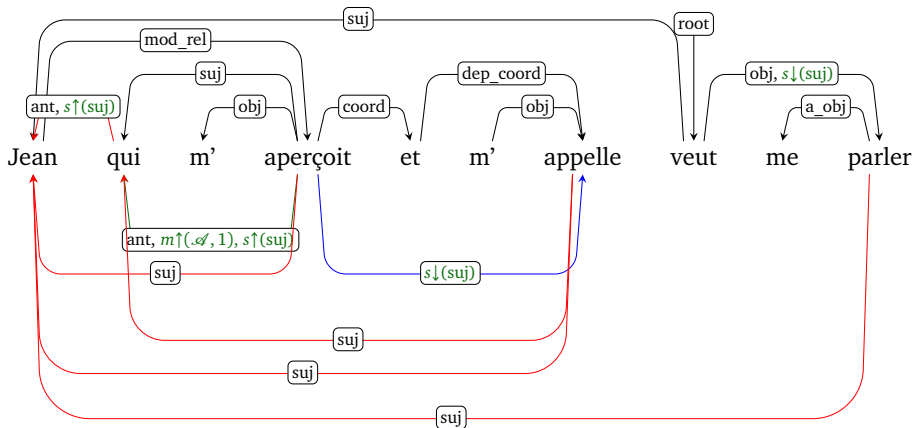 suj
root
mod_rel
suj
dep_coord
obj, s↓(suj)
ant, s↑(suj)
obj
coord
obj
a_obj
Jean qui m’ aperçoit et m’ appelle veut me parler
ant, m↑(𝒜, 1), s↑(suj)
suj
s↓(suj)
suj
suj
suj